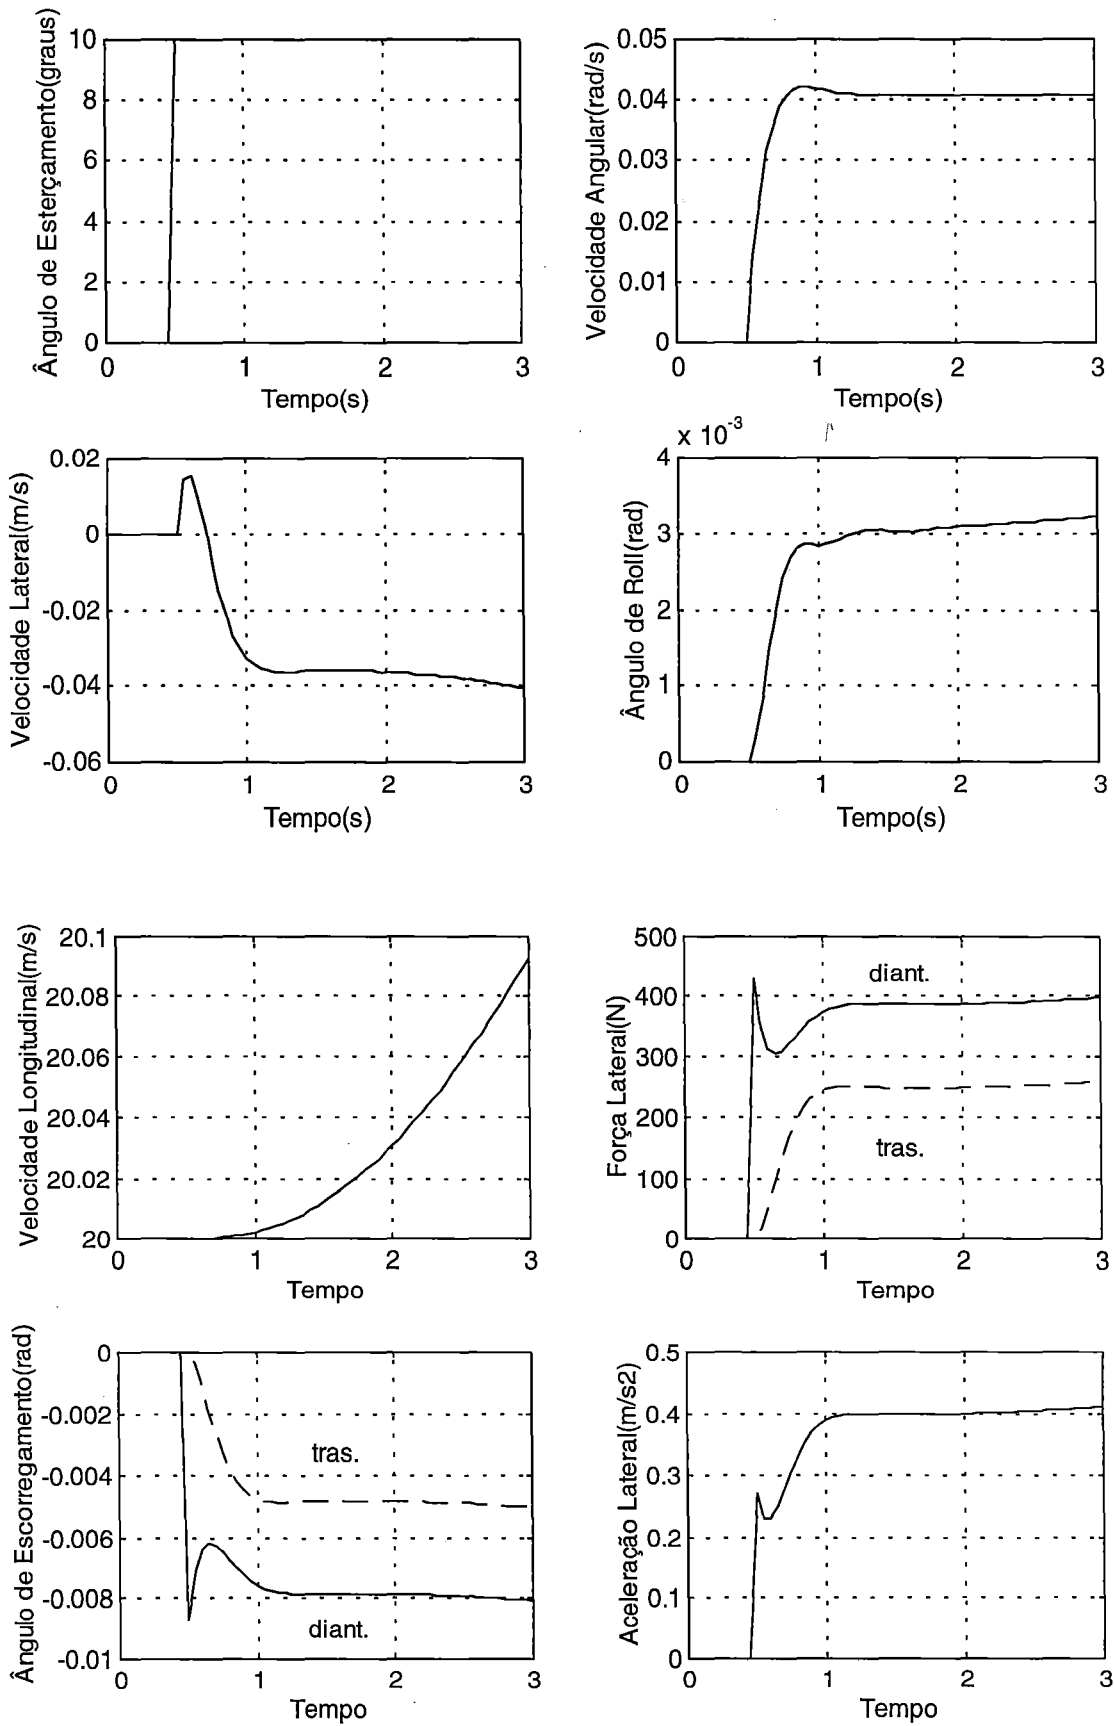 Ângulo de Esterçamento(graus)
10
8
6
4
2
0
0 1 2 3
Tempo(s)
Velocidade Angular(rad/s)
0.05
0.04
0.03
0.02
0.01
0
0 1 2 3
Tempo(s)
Velocidade Lateral(m/s)
0.02
0
-0.02
-0.04
-0.06
0 1 2 3
Tempo(s)
x 10-3
Ângulo de Roll(rad)
4
3
2
1
0
0 1 2 3
Tempo(s)
Velocidade Longitudinal(m/s)
20.1
20.08
20.06
20.04
20.02
20
0 1 2 3
Tempo
Força Lateral(N)
500
400
300
200
100
0
diant.
tras.
0 1 2 3
Tempo
Ângulo de Escorregamento(rad)
0
-0.002
-0.004
-0.006
-0.008
-0.01
tras.
diant.
0 1 2 3
Tempo
Aceleração Lateral(m/s2)
0.5
0.4
0.3
0.2
0.1
0
0 1 2 3
Tempo